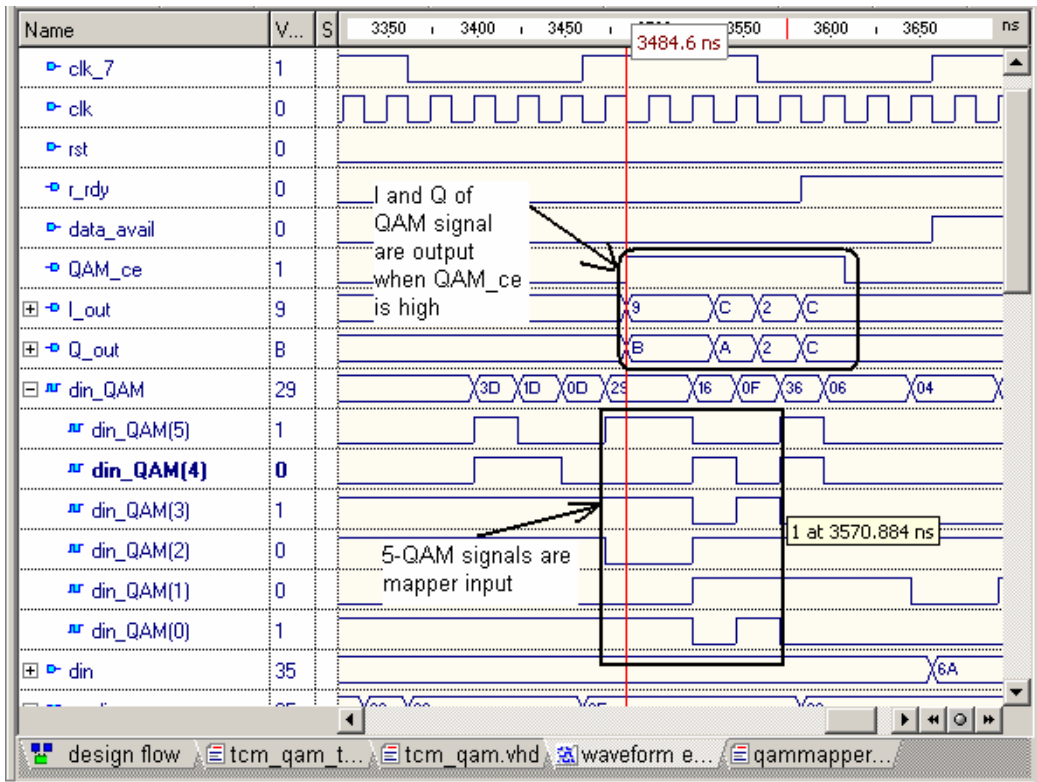 Name V... S 3350 3400 3450 3550 3600 3650 ns
3484.6 ns
clk_7 1
clk 0
rst 0
r_rdy 0
data_avail 0
QAM_ce 1
I_out 9 9 C 2 C
Q_out B B A 2 C
din_QAM 29 3D 1D 0D 29 16 0F 36 06 04
din_QAM(5) 1
din_QAM(4) 0
din_QAM(3) 1
din_QAM(2) 0
din_QAM(1) 0
din_QAM(0) 1
din 35 6A
I and Q of
QAM signal
are output
when QAM_ce
is high
1 at 3570.884 ns
5-QAM signals are
mapper input
design flow tcm_qam_t... tcm_qam.vhd waveform e... qammapper...